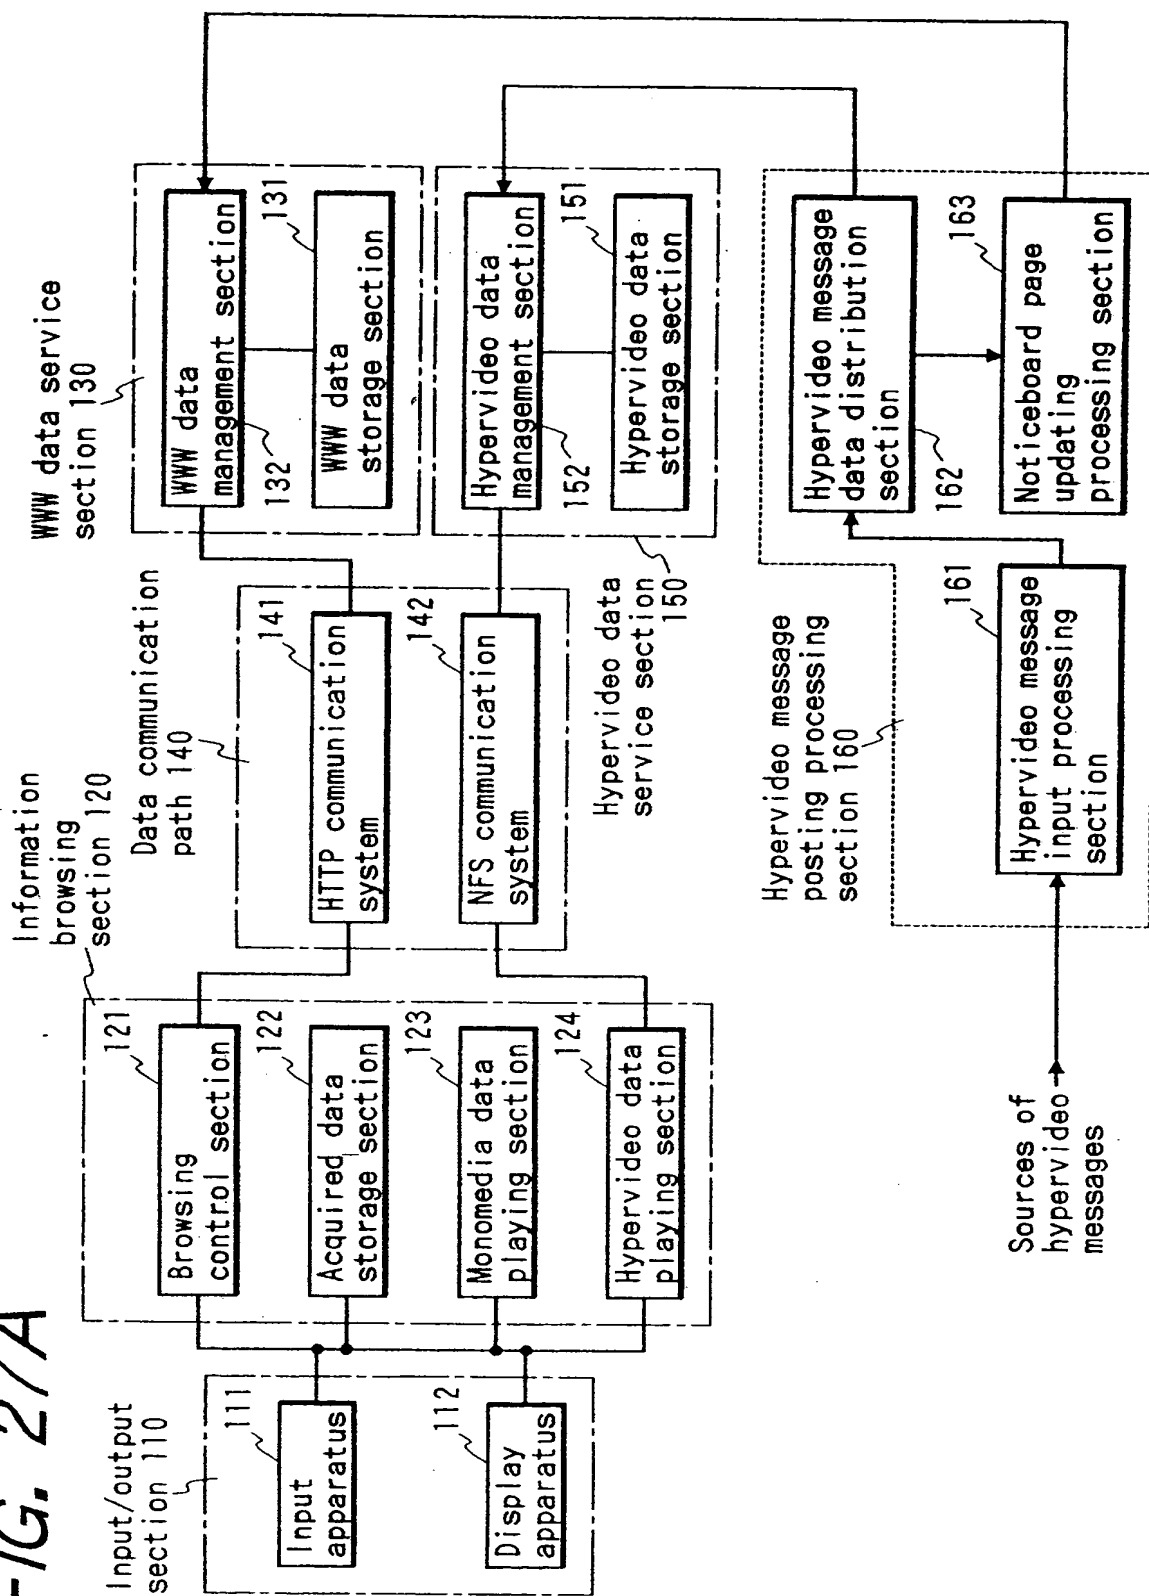 FIG. 27A
Input/output
section 110
111
Input
apparatus
112
Display
apparatus
Information
browsing
section 120
121
Browsing
control section
122
Acquired data
storage section
123
Monomedia data
playing section
124
Hypervideo data
playing section
Data communication
path 140
141
HTTP communication
system
142
NFS communication
system
WWW data service
section 130
WWW data
management section
132
131
WWW data
storage section
Hypervideo data
management section
152
151
Hypervideo data
storage section
Hypervideo data
service section
150
Hypervideo message
posting processing
section 160
Sources of
hypervideo
messages
161
Hypervideo message
input processing
section
Hypervideo message
data distribution
section
162
163
Noticeboard page
updating
processing section